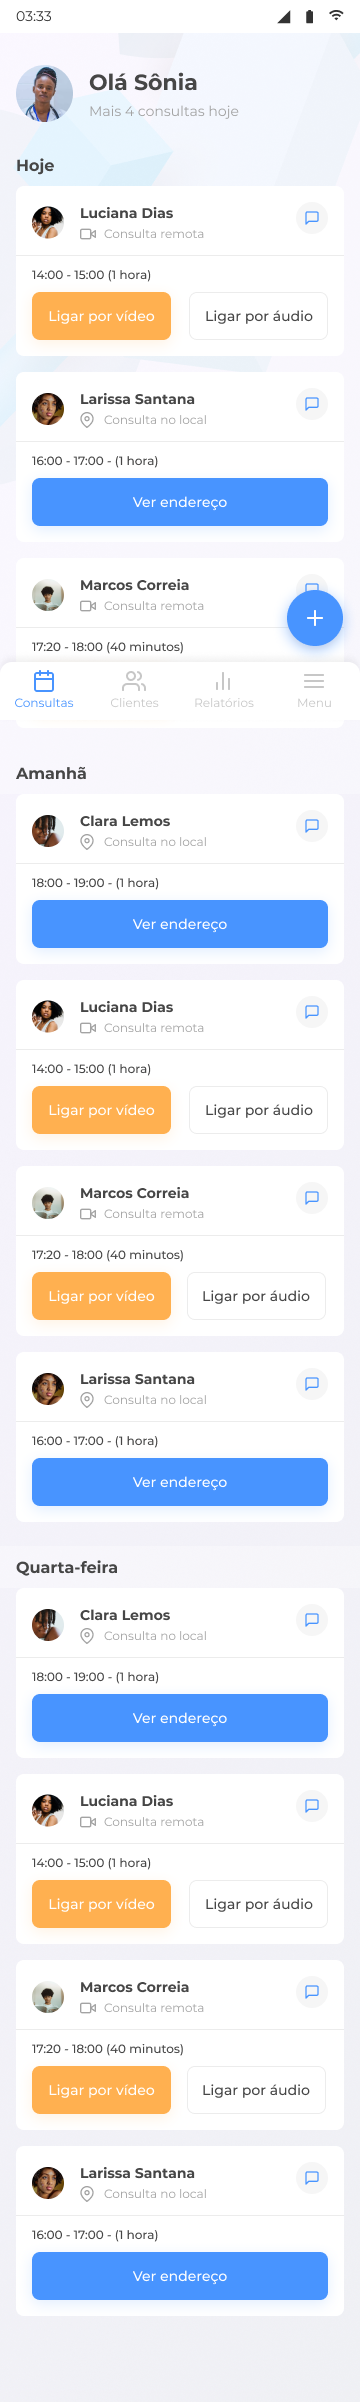 03:33
Olá Sônia
Mais 4 consultas hoje
Hoje
Luciana Dias
Consulta remota
14:00 - 15:00 (1 hora)
Ligar por vídeo
Ligar por áudio
Larissa Santana
Consulta no local
16:00 - 17:00 - (1 hora)
Ver endereço
Marcos Correia
Consulta remota
17:20 - 18:00 (40 minutos)
Consultas
Clientes
Relatórios
Menu
Amanhã
Clara Lemos
Consulta no local
18:00 - 19:00 - (1 hora)
Ver endereço
Luciana Dias
Consulta remota
14:00 - 15:00 (1 hora)
Ligar por vídeo
Ligar por áudio
Marcos Correia
Consulta remota
17:20 - 18:00 (40 minutos)
Ligar por vídeo
Ligar por áudio
Larissa Santana
Consulta no local
16:00 - 17:00 - (1 hora)
Ver endereço
Quarta-feira
Clara Lemos
Consulta no local
18:00 - 19:00 - (1 hora)
Ver endereço
Luciana Dias
Consulta remota
14:00 - 15:00 (1 hora)
Ligar por vídeo
Ligar por áudio
Marcos Correia
Consulta remota
17:20 - 18:00 (40 minutos)
Ligar por vídeo
Ligar por áudio
Larissa Santana
Consulta no local
16:00 - 17:00 - (1 hora)
Ver endereço